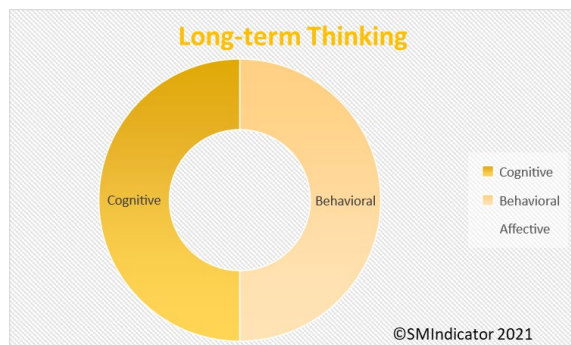 Long-term Thinking
Cognitive
Behavioral
Cognitive
Behavioral
Affective
©SMIndicator 2021